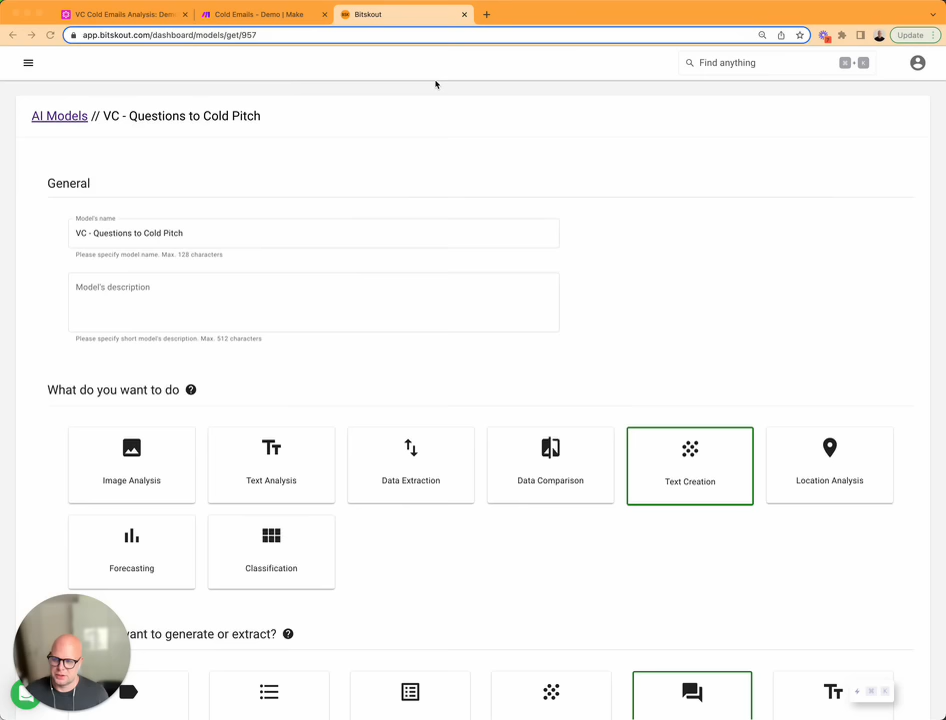 VC Cold Emails Analysis: Dem
Cold Emails – Demo | Make
Bitskout
app.bitskout.com/dashboard/models/get/957
Update
Find anything
⌘ + K
AI Models // VC - Questions to Cold Pitch
General
Model's name
VC - Questions to Cold Pitch
Please specify model name. Max. 128 characters
Model's description
Please specify short model's description. Max. 512 characters
What do you want to do
Image Analysis
Text Analysis
Data Extraction
Data Comparison
Text Creation
Location Analysis
Forecasting
Classification
want to generate or extract?
+ ⌘ K